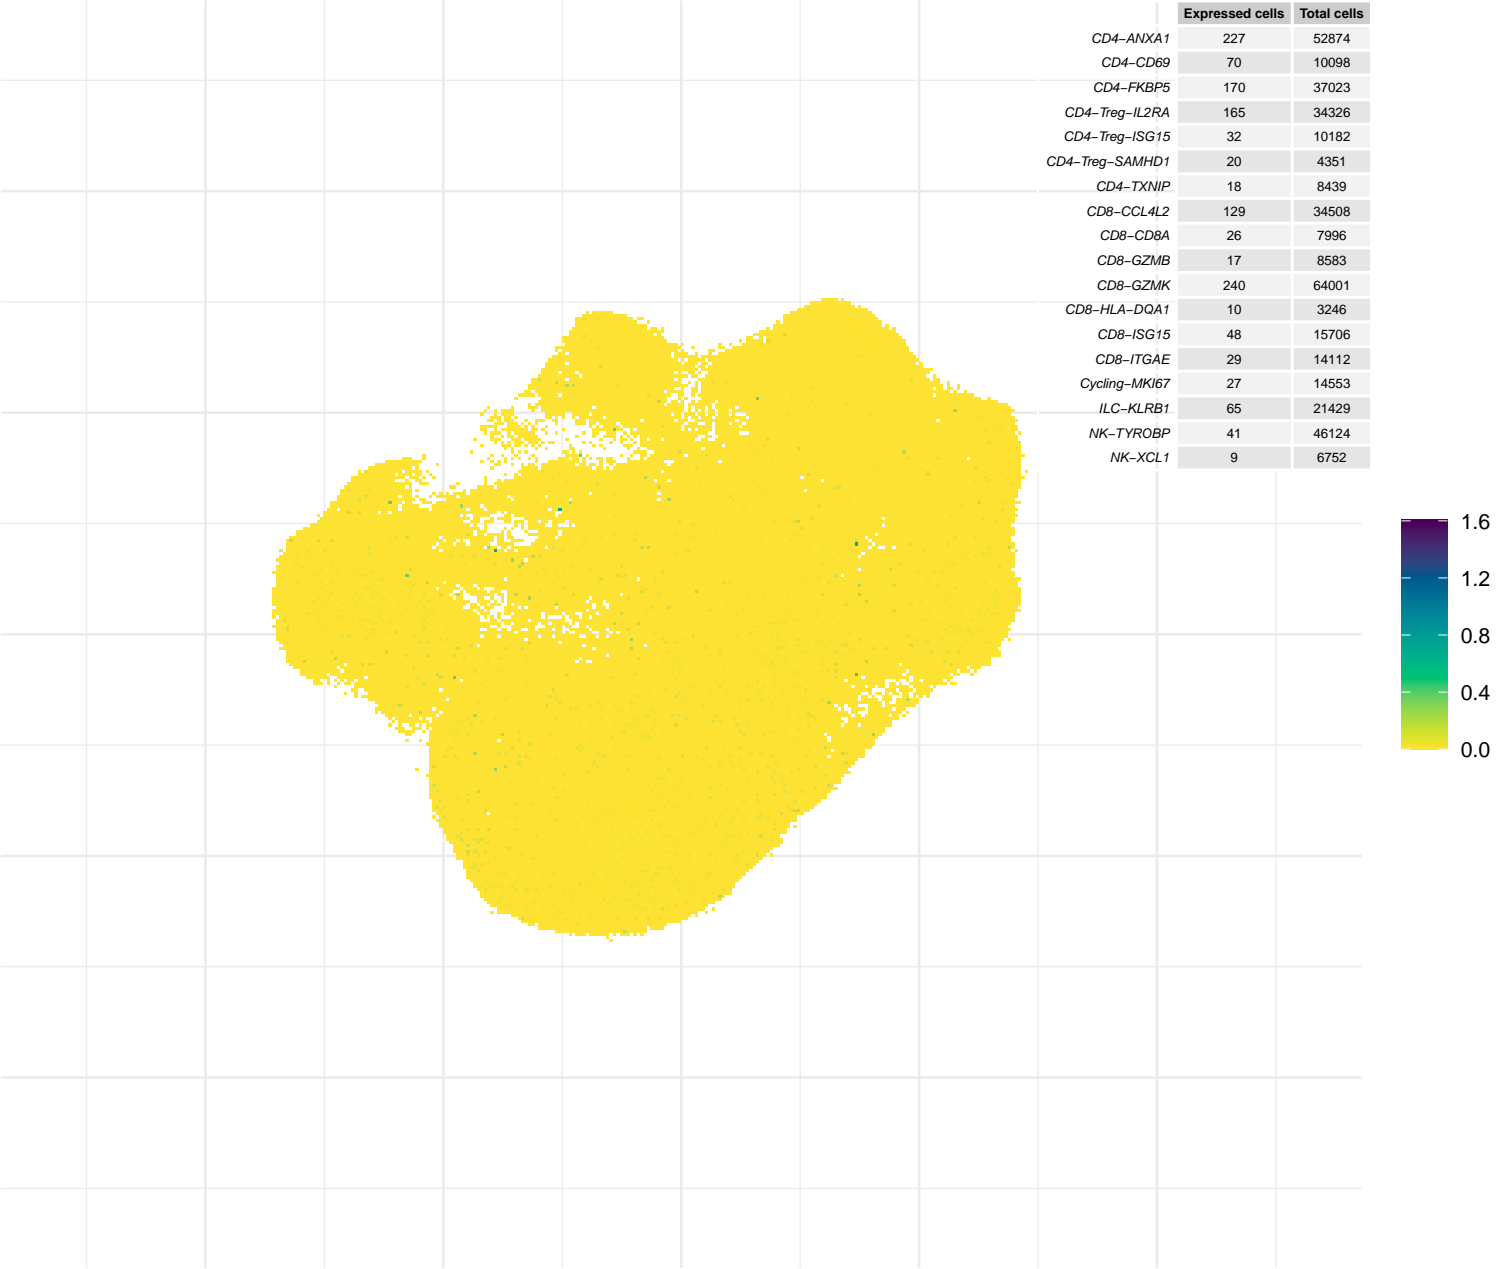 Expressed cells Total cells
CD4−ANXA1 227 52874
CD4−CD69 70 10098
CD4−FKBP5 170 37023
CD4−Treg−IL2RA 165 34326
CD4−Treg−ISG15 32 10182
CD4−Treg−SAMHD1 20 4351
CD4−TXNIP 18 8439
CD8−CCL4L2 129 34508
CD8−CD8A 26 7996
CD8−GZMB 17 8583
CD8−GZMK 240 64001
CD8−HLA−DQA1 10 3246
CD8−ISG15 48 15706
CD8−ITGAE 29 14112
Cycling−MKI67 27 14553
ILC−KLRB1 65 21429
NK−TYROBP 41 46124
NK−XCL1 9 6752
1.6
1.2
0.8
0.4
0.0